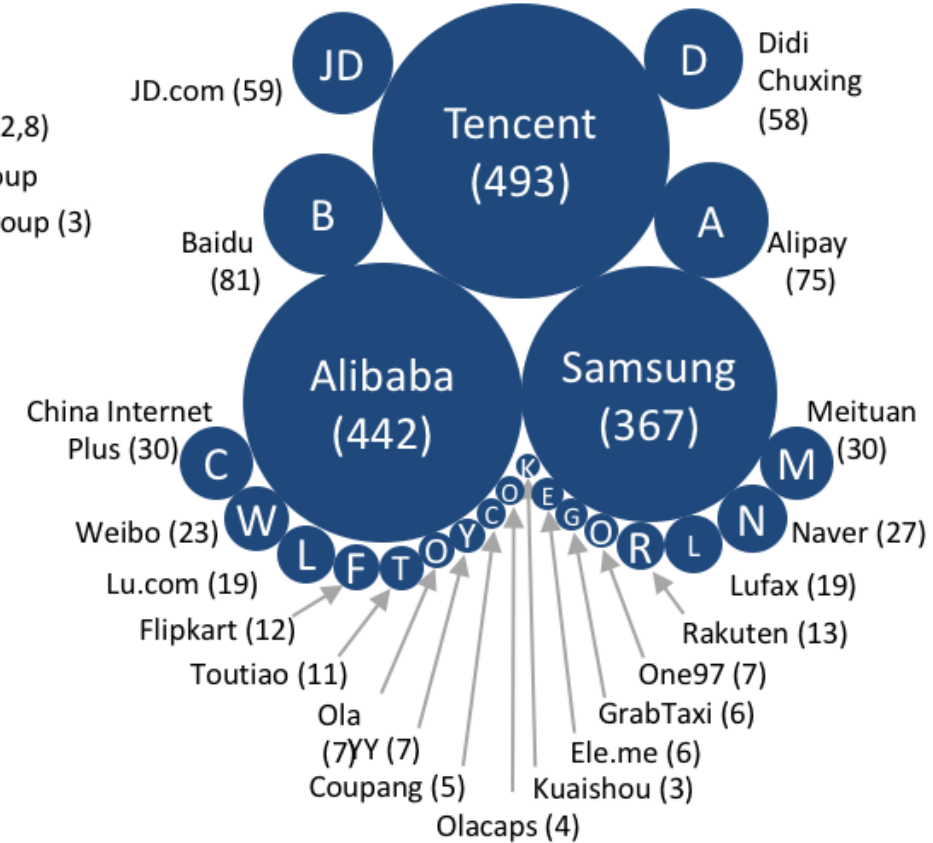 JD
D
Didi
Chuxing
(58)
JD.com (59)
Tencent
(493)
2,8)
oup
oup (3)
B
A
Baidu
(81)
Alipay
(75)
Alibaba
(442)
Samsung
(367)
China Internet
Plus (30)
Meituan
(30)
C
M
K
O
E
W
C
G
N
Weibo (23)
Y
O
Naver (27)
L
F
T
O
R
L
Lu.com (19)
Lufax (19)
Flipkart (12)
Rakuten (13)
Toutiao (11)
One97 (7)
Ola
(7)
GrabTaxi (6)
YY (7)
Ele.me (6)
Coupang (5)
Kuaishou (3)
Olacaps (4)